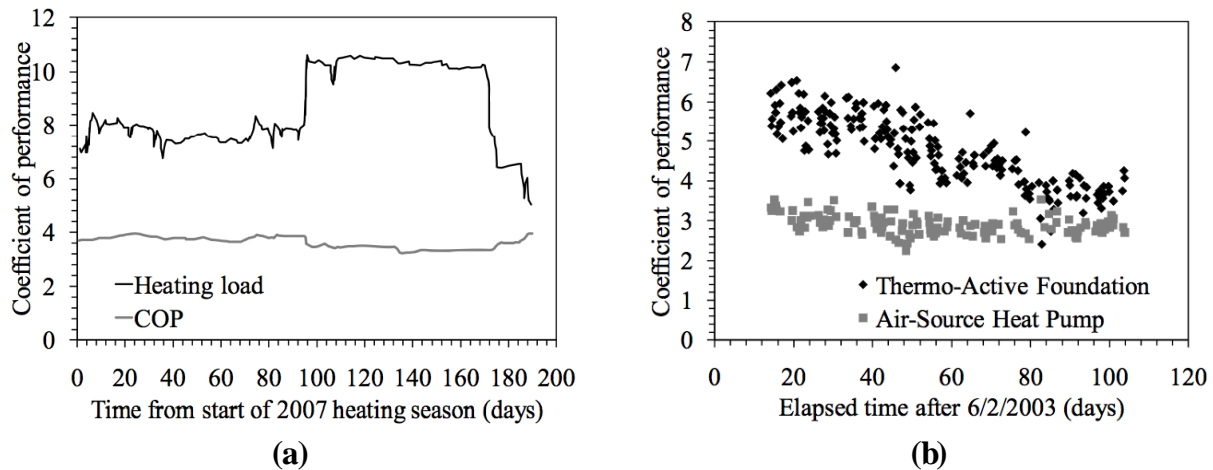 Coefficient of performance
12
10
8
6
4
2
0
Heating load
COP
0 20 40 60 80 100 120 140 160 180 200
Time from start of 2007 heating season (days)
(a)
Coefficient of performance
8
7
6
5
4
3
2
1
0
Thermo-Active Foundation
Air-Source Heat Pump
0 20 40 60 80 100 120
Elapsed time after 6/2/2003 (days)
(b)